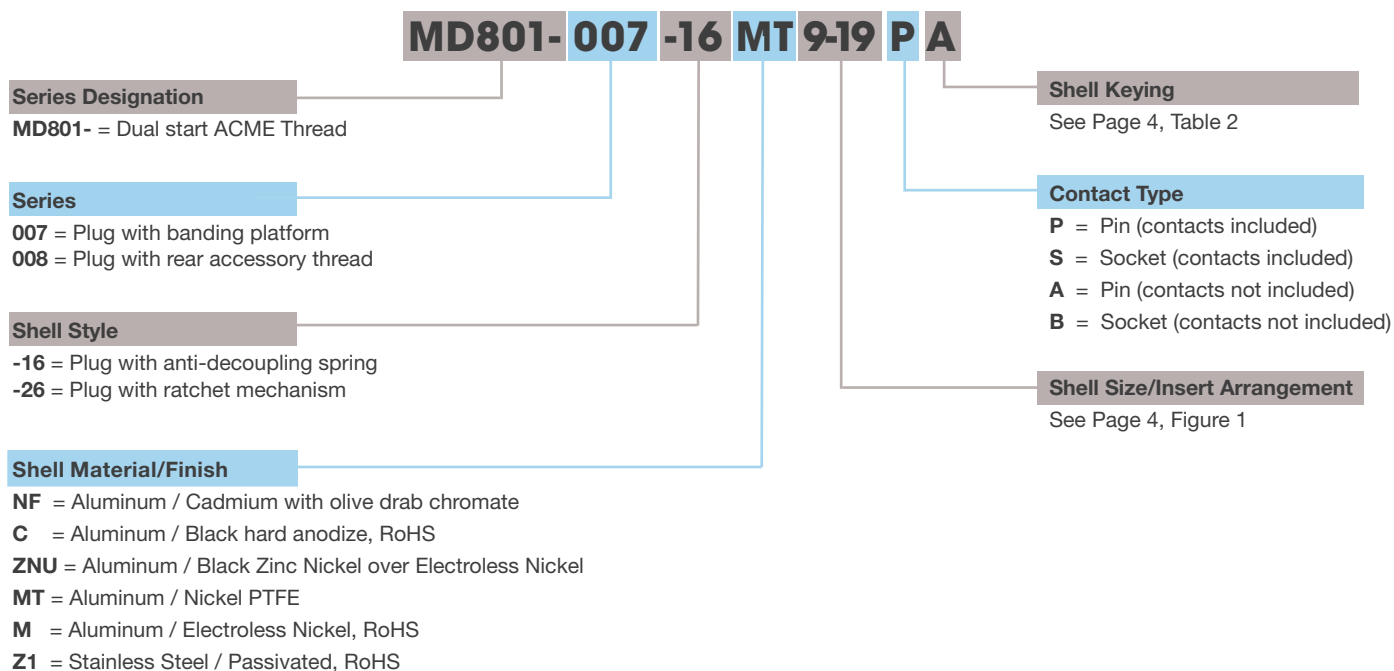 MD801- 007 -16 MT 9-19 P A
Series Designation
MD801- = Dual start ACME Thread
Series
007 = Plug with banding platform
008 = Plug with rear accessory thread
Shell Style
-16 = Plug with anti-decoupling spring
-26 = Plug with ratchet mechanism
Shell Material/Finish
NF = Aluminum / Cadmium with olive drab chromate
C = Aluminum / Black hard anodize, RoHS
ZNU = Aluminum / Black Zinc Nickel over Electroless Nickel
MT = Aluminum / Nickel PTFE
M = Aluminum / Electroless Nickel, RoHS
Z1 = Stainless Steel / Passivated, RoHS
Shell Keying
See Page 4, Table 2
Contact Type
P = Pin (contacts included)
S = Socket (contacts included)
A = Pin (contacts not included)
B = Socket (contacts not included)
Shell Size/Insert Arrangement
See Page 4, Figure 1